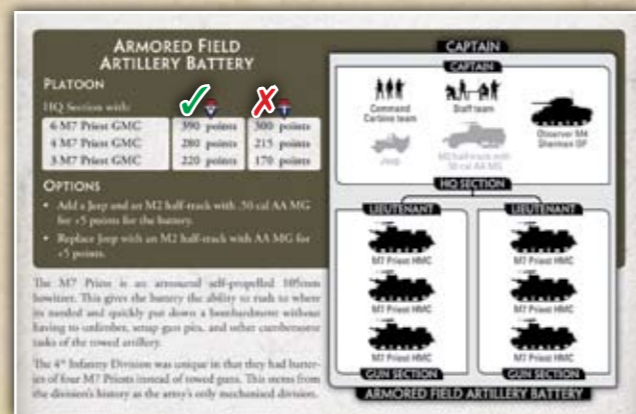 ARMORED FIELD
ARTILLERY BATTERY
PLATOON
HQ Section with:
6 M7 Priest GMC 390 points 300 points
4 M7 Priest GMC 280 points 215 points
3 M7 Priest GMC 220 points 170 points
OPTIONS
• Add a Jeep and an M2 half-track with .50 cal AA MG
for +5 points for the battery.
• Replace Jeep with an M2 half-track with AA MG for
+5 points.
The M7 Priest is an armoured self-propelled 105mm
howitzer. This gives the battery the ability to rush to where
its needed and quickly put down a bombardment without
having to unlimber, setup gun pits, and other cumbersome
tasks of the towed artillery.
The 4th Infantry Division was unique in that they had batter-
ies of four M7 Priests instead of towed guns. This stems from
the division's history as the army's only mechanised division.
CAPTAIN
CAPTAIN
Command
Carbine team
Staff team
Observer M4
Sherman OP
Jeep
M2 half-track with
.50 cal AA MG
HQ SECTION
LIEUTENANT
M7 Priest HMC
M7 Priest HMC
M7 Priest HMC
GUN SECTION
LIEUTENANT
M7 Priest HMC
M7 Priest HMC
M7 Priest HMC
GUN SECTION
ARMORED FIELD ARTILLERY BATTERY